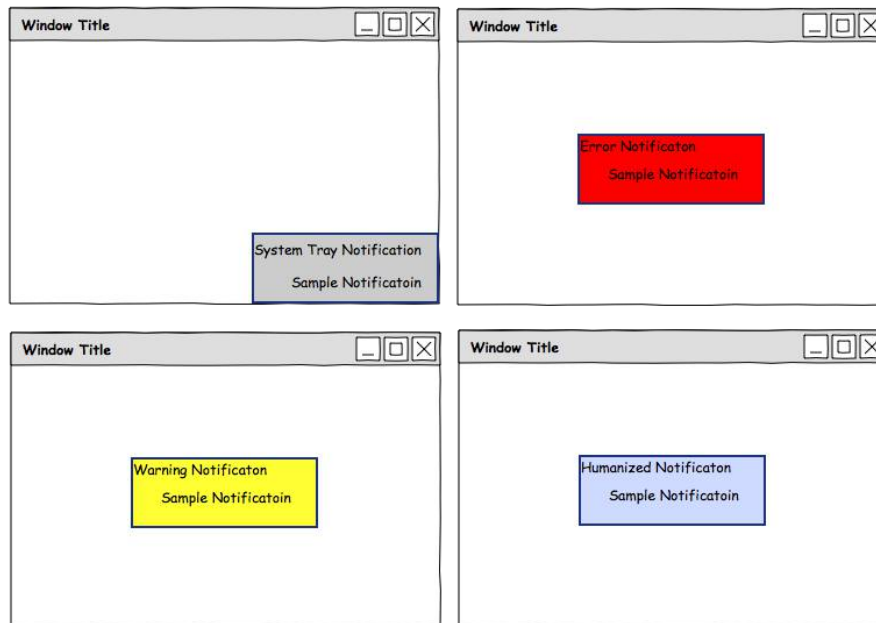 Window Title
System Tray Notification
Sample Notificatoin
Window Title
Error Notificaton
Sample Notificatoin
Window Title
Warning Notificaton
Sample Notificatoin
Window Title
Humanized Notificaton
Sample Notificatoin